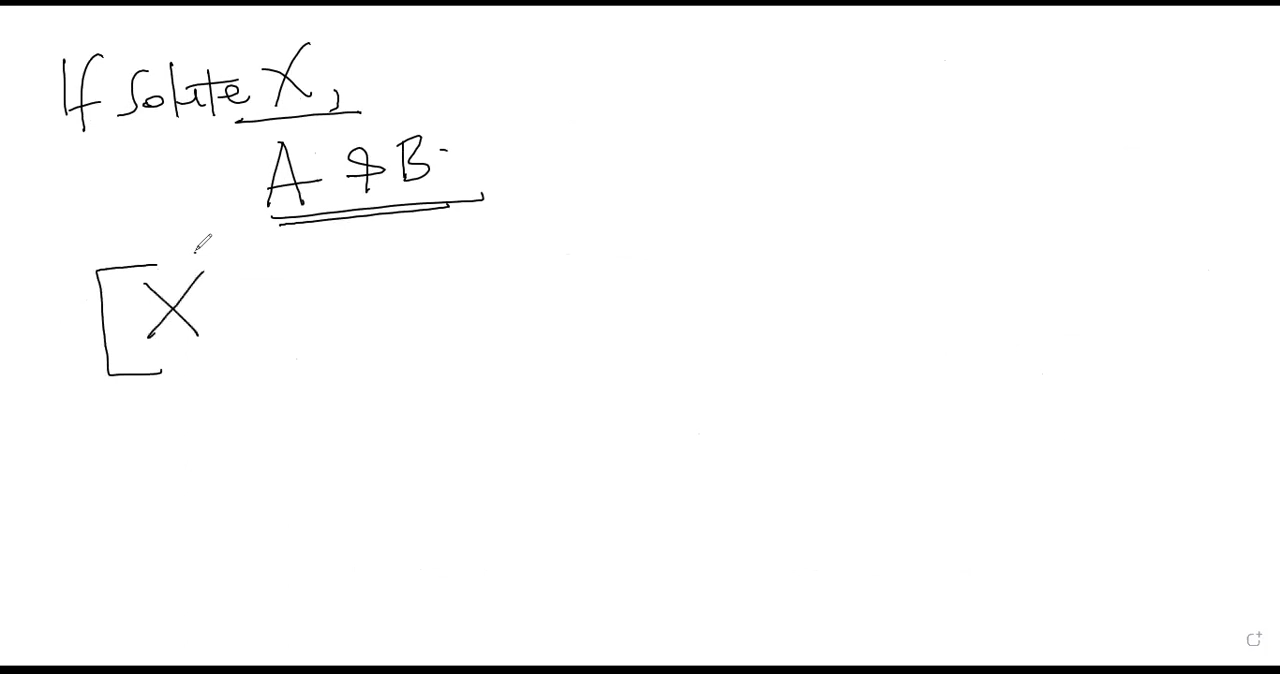 If Solute X,
A & B.
[X